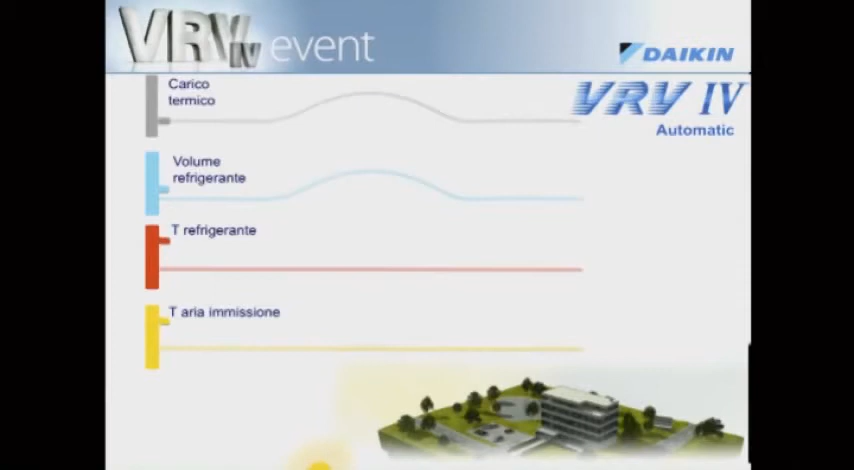 VRV IV event
DAIKIN
VRV IV
Automatic
Carico
termico
Volume
refrigerante
T refrigerante
T aria immissione